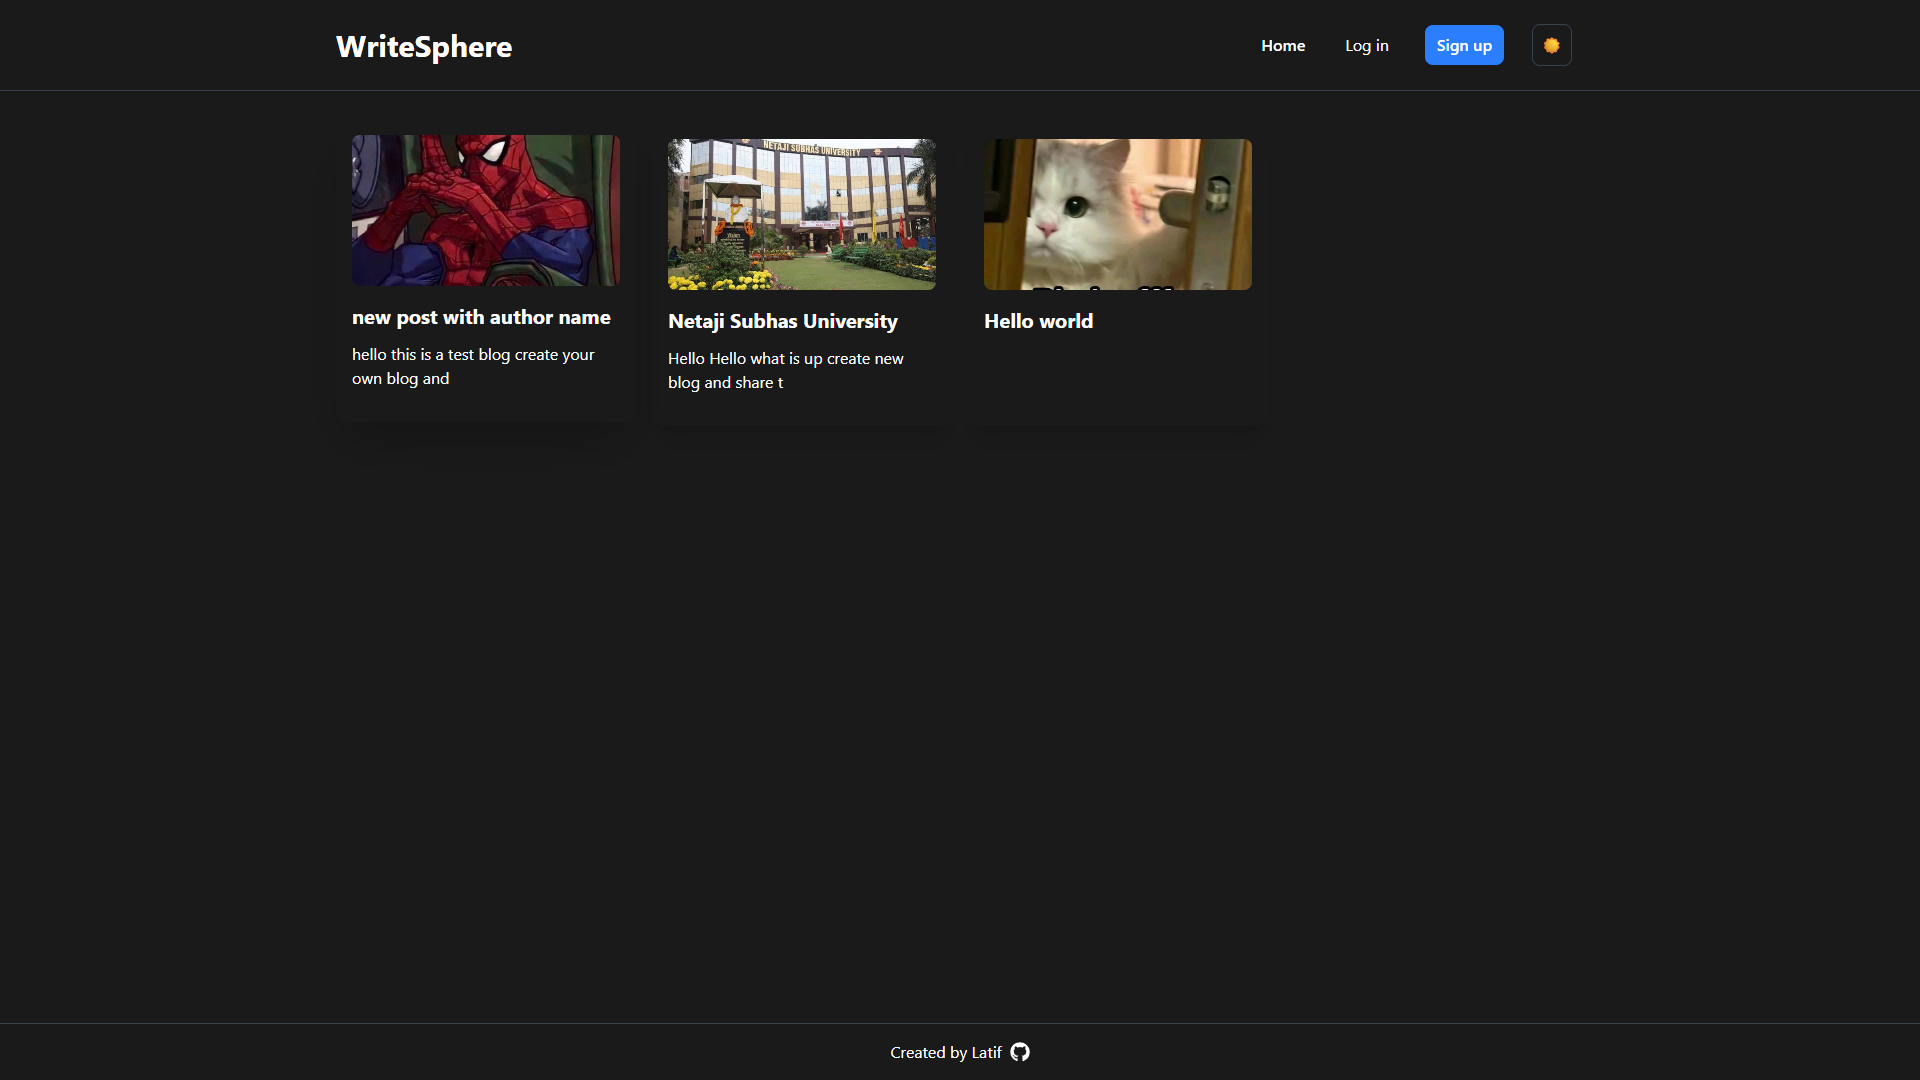 WriteSphere
Home
Log in
Sign up
NETAJI SUBHAS UNIVERSITY
new post with author name
hello this is a test blog create your
own blog and
Netaji Subhas University
Hello Hello what is up create new
blog and share t
Hello world
Created by Latif